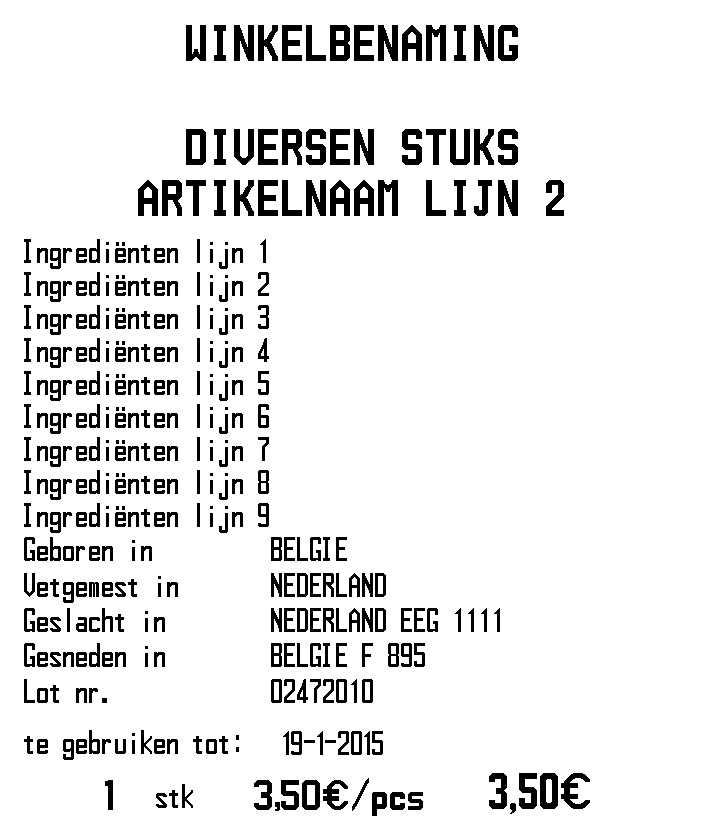 WINKELBENAMING
DIVERSEN STUKS
ARTIKELNAAM LIJN 2
Ingrediënten lijn 1
Ingrediënten lijn 2
Ingrediënten lijn 3
Ingrediënten lijn 4
Ingrediënten lijn 5
Ingrediënten lijn 6
Ingrediënten lijn 7
Ingrediënten lijn 8
Ingrediënten lijn 9
Geboren in BELGIE
Vetgemest in NEDERLAND
Geslacht in NEDERLAND EEG 1111
Gesneden in BELGIE F 895
Lot nr. 02472010
te gebruiken tot: 19-1-2015
1 stk 3,50€/pcs 3,50€